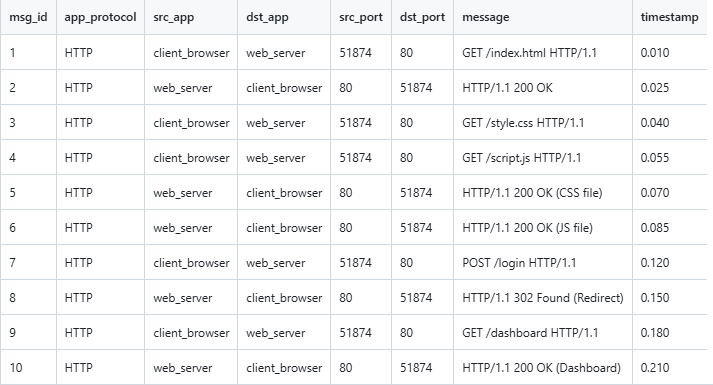 msg_id app_protocol src_app dst_app src_port dst_port message timestamp
1 HTTP client_browser web_server 51874 80 GET /index.html HTTP/1.1 0.010
2 HTTP web_server client_browser 80 51874 HTTP/1.1 200 OK 0.025
3 HTTP client_browser web_server 51874 80 GET /style.css HTTP/1.1 0.040
4 HTTP client_browser web_server 51874 80 GET /script.js HTTP/1.1 0.055
5 HTTP web_server client_browser 80 51874 HTTP/1.1 200 OK (CSS file) 0.070
6 HTTP web_server client_browser 80 51874 HTTP/1.1 200 OK (JS file) 0.085
7 HTTP client_browser web_server 51874 80 POST /login HTTP/1.1 0.120
8 HTTP web_server client_browser 80 51874 HTTP/1.1 302 Found (Redirect) 0.150
9 HTTP client_browser web_server 51874 80 GET /dashboard HTTP/1.1 0.180
10 HTTP web_server client_browser 80 51874 HTTP/1.1 200 OK (Dashboard) 0.210